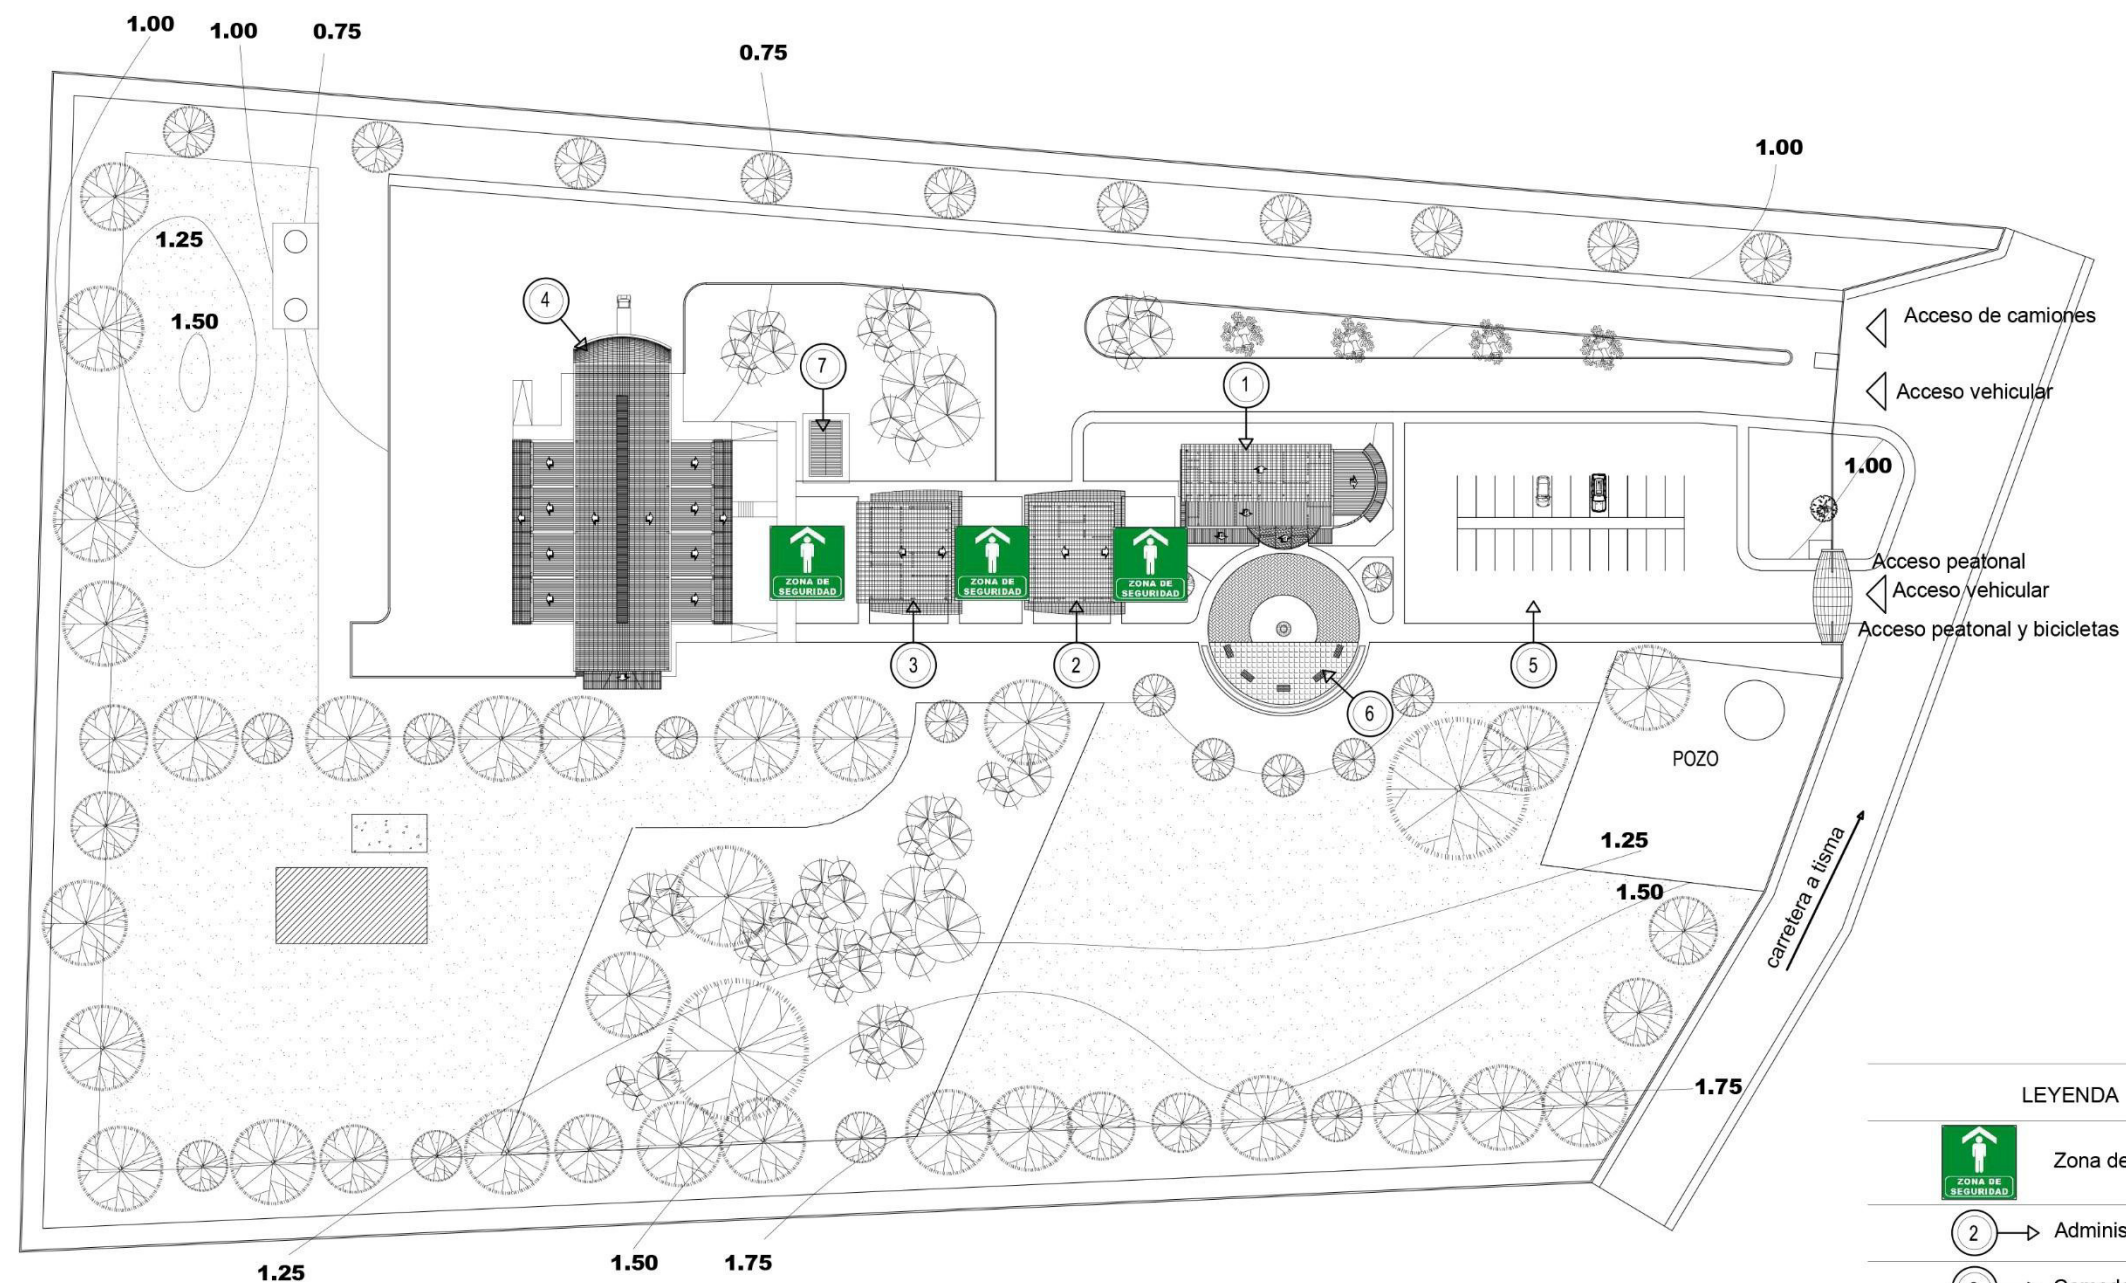 1.00
1.00
0.75
0.75
1.00
1.25
1.50
4
7
1
Acceso de camiones
Acceso vehicular
1.00
Acceso peatonal
Acceso vehicular
Acceso peatonal y bicicletas
ZONA DE
SEGURIDAD
ZONA DE
SEGURIDAD
ZONA DE
SEGURIDAD
3
2
5
6
POZO
1.25
1.50
carretera a tisma
1.75
1.25
1.50
1.75
LEYENDA
ZONA DE
SEGURIDAD
Zona de
2